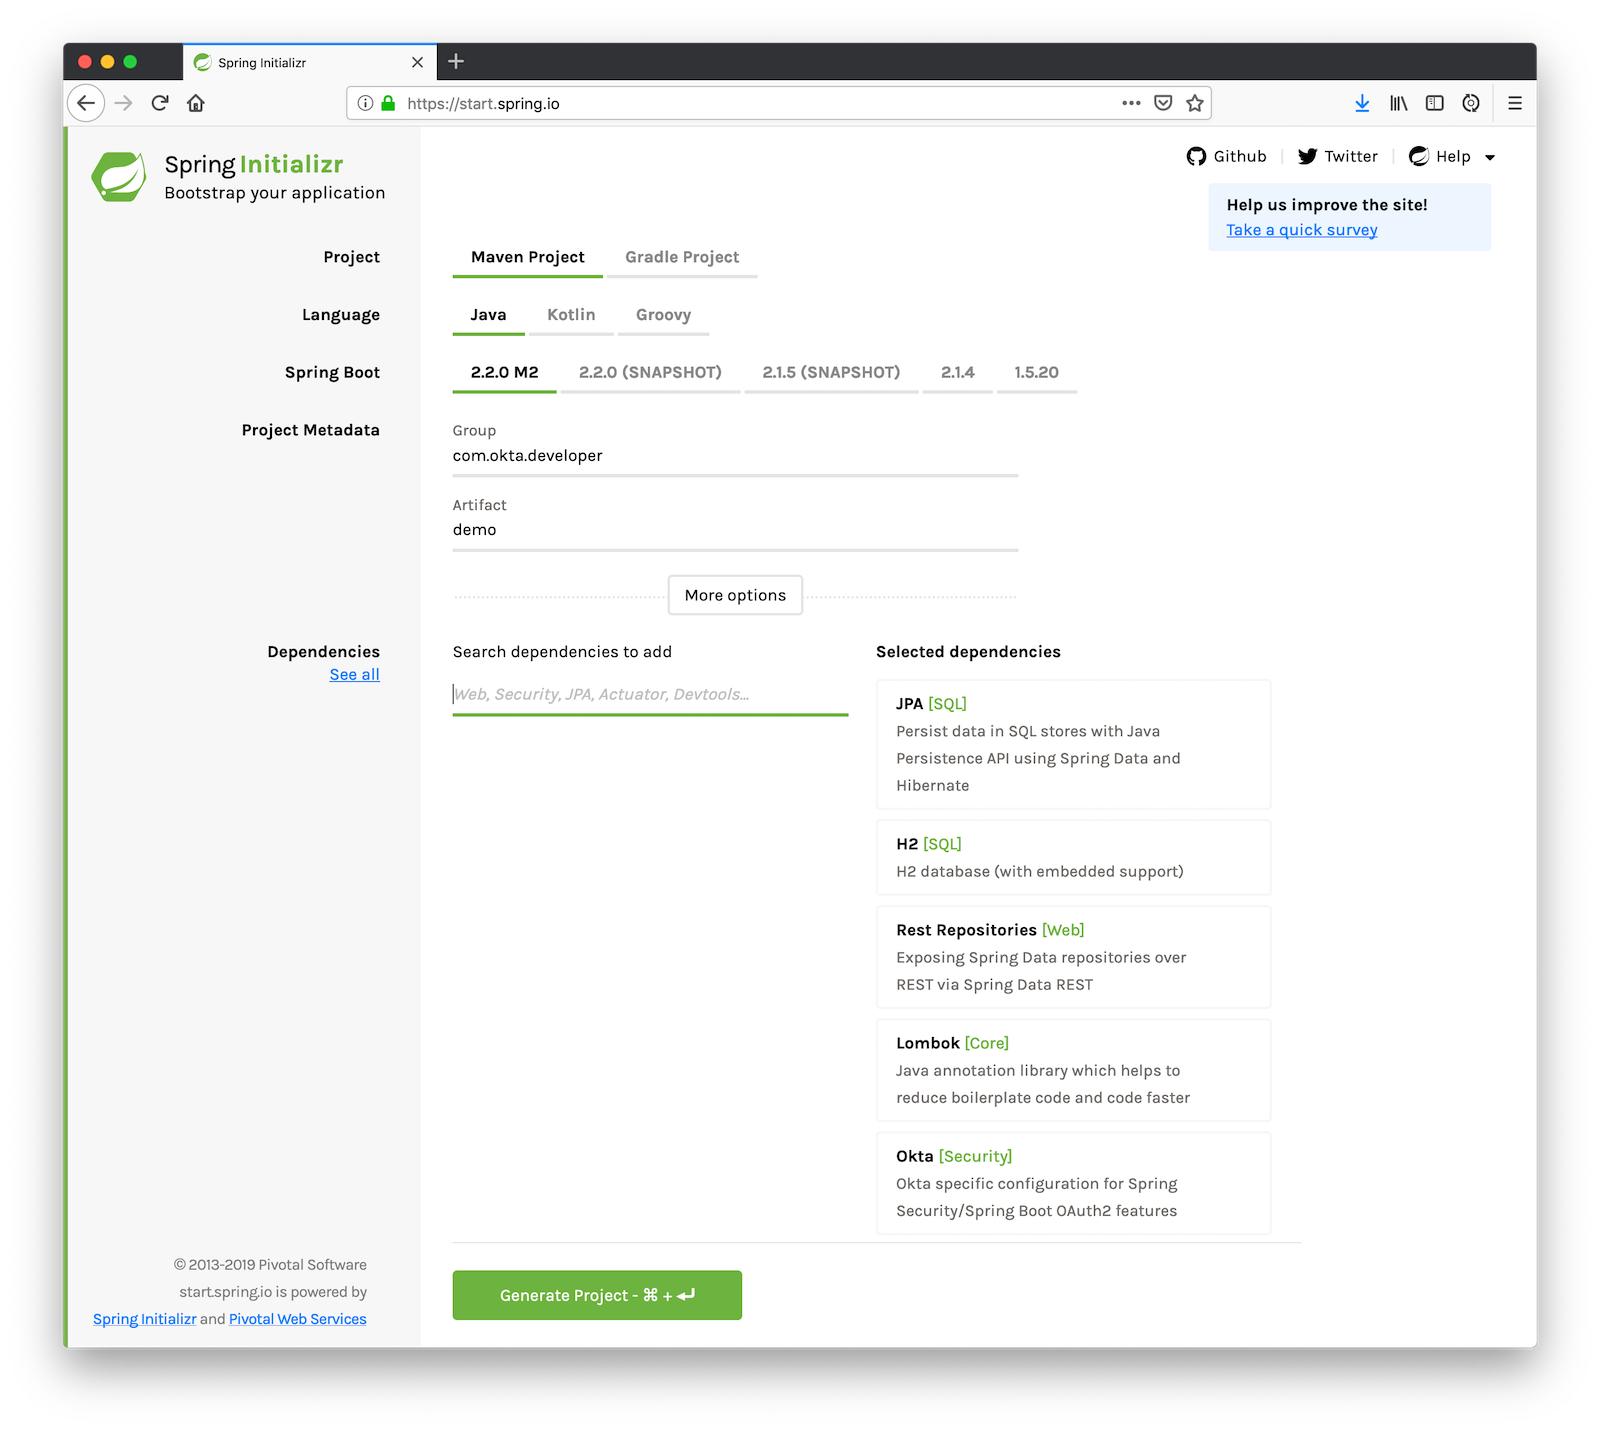 Spring Initializr
https://start.spring.io
Spring Initializr
Bootstrap your application
Github
Twitter
Help
Help us improve the site!
Take a quick survey
Project
Maven Project
Gradle Project
Language
Java
Kotlin
Groovy
Spring Boot
2.2.0 M2
2.2.0 (SNAPSHOT)
2.1.5 (SNAPSHOT)
2.1.4
1.5.20
Project Metadata
Group
com.okta.developer
Artifact
demo
More options
Dependencies
See all
Search dependencies to add
Web, Security, JPA, Actuator, Devtools...
Selected dependencies
JPA [SQL]
Persist data in SQL stores with Java
Persistence API using Spring Data and
Hibernate
H2 [SQL]
H2 database (with embedded support)
Rest Repositories [Web]
Exposing Spring Data repositories over
REST via Spring Data REST
Lombok [Core]
Java annotation library which helps to
reduce boilerplate code and code faster
Okta [Security]
Okta specific configuration for Spring
Security/Spring Boot OAuth2 features
© 2013-2019 Pivotal Software
start.spring.io is powered by
Spring Initializr and Pivotal Web Services
Generate Project - ⌘ + ↵